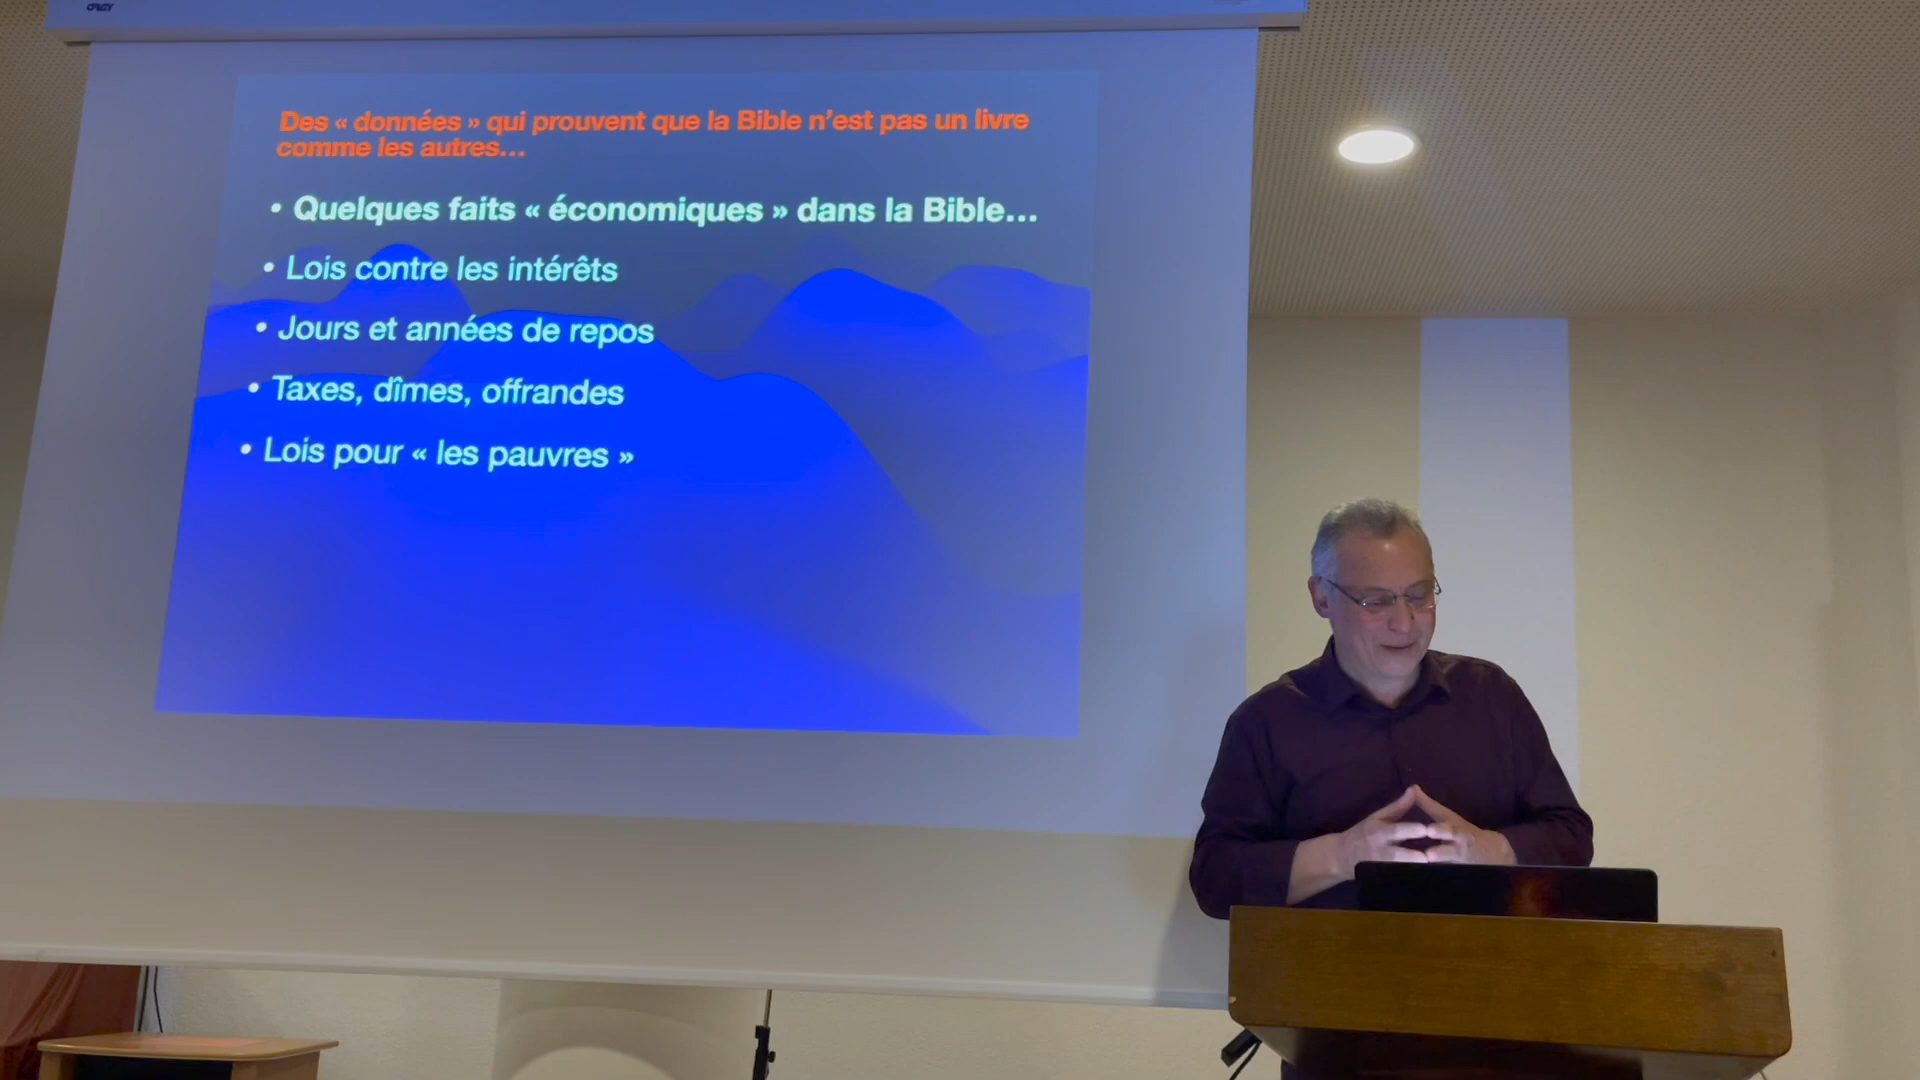 ORAY
Des « données » qui prouvent que la Bible n'est pas un livre
comme les autres...
• Quelques faits « économiques » dans la Bible...
• Lois contre les intérêts
• Jours et années de repos
• Taxes, dîmes, offrandes
• Lois pour « les pauvres »